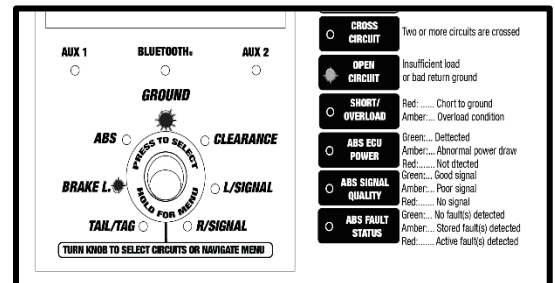 AUX 1 BLUETOOTH® AUX 2
GROUND
ABS CLEARANCE
PRESS TO SELECT
HOLD FOR MENU
BRAKE L. L/SIGNAL
TAIL/TAG R/SIGNAL
TURN KNOB TO SELECT CIRCUITS OR NAVIGATE MENU
CROSS
CIRCUIT
Two or more circuits are crossed
OPEN
CIRCUIT
Insufficient load
or bad return ground
SHORT/
OVERLOAD
Red: ...... Chort to ground
Amber:... Overload condition
ABS ECU
POWER
Green:... Dettected
Amber:... Abnormal power draw
Red:....... Not dtected
ABS SIGNAL
QUALITY
Green:... Good signal
Amber:... Poor signal
Red:....... No signal
ABS FAULT
STATUS
Green:... No fault(s) detected
Amber:... Stored fault(s) detected
Red:....... Active fault(s) detected